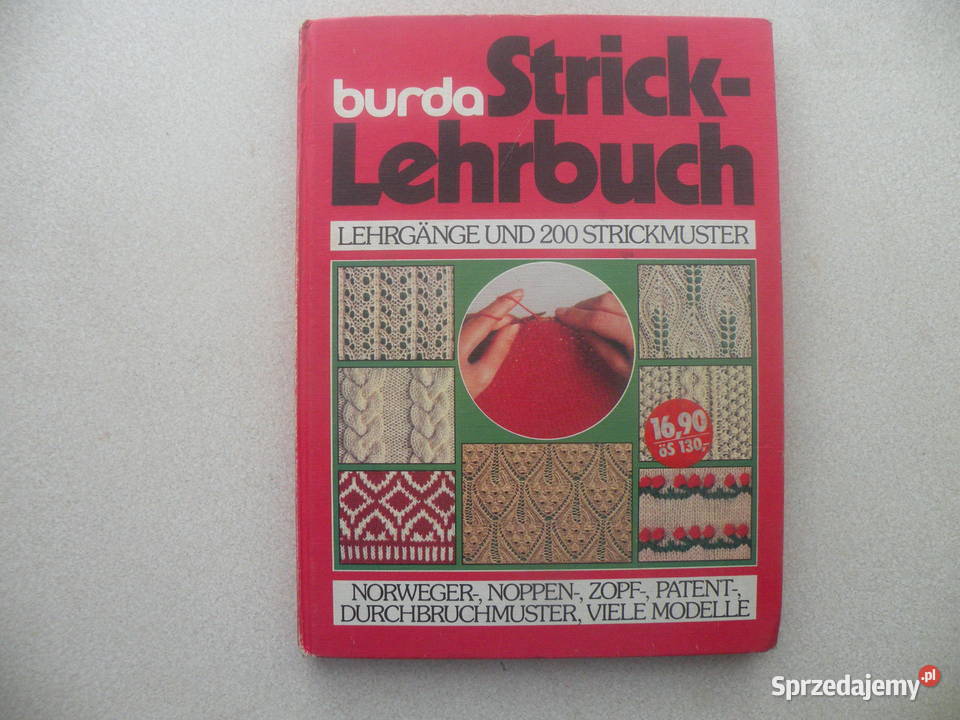 burda Strick-
Lehrbuch
LEHRGÄNGE UND 200 STRICKMUSTER
16,90
öS 130,-
NORWEGER-, NOPPEN-, ZOPF-, PATENT-,
DURCHBRUCHMUSTER, VIELE MODELLE
Sprzedajemy.pl